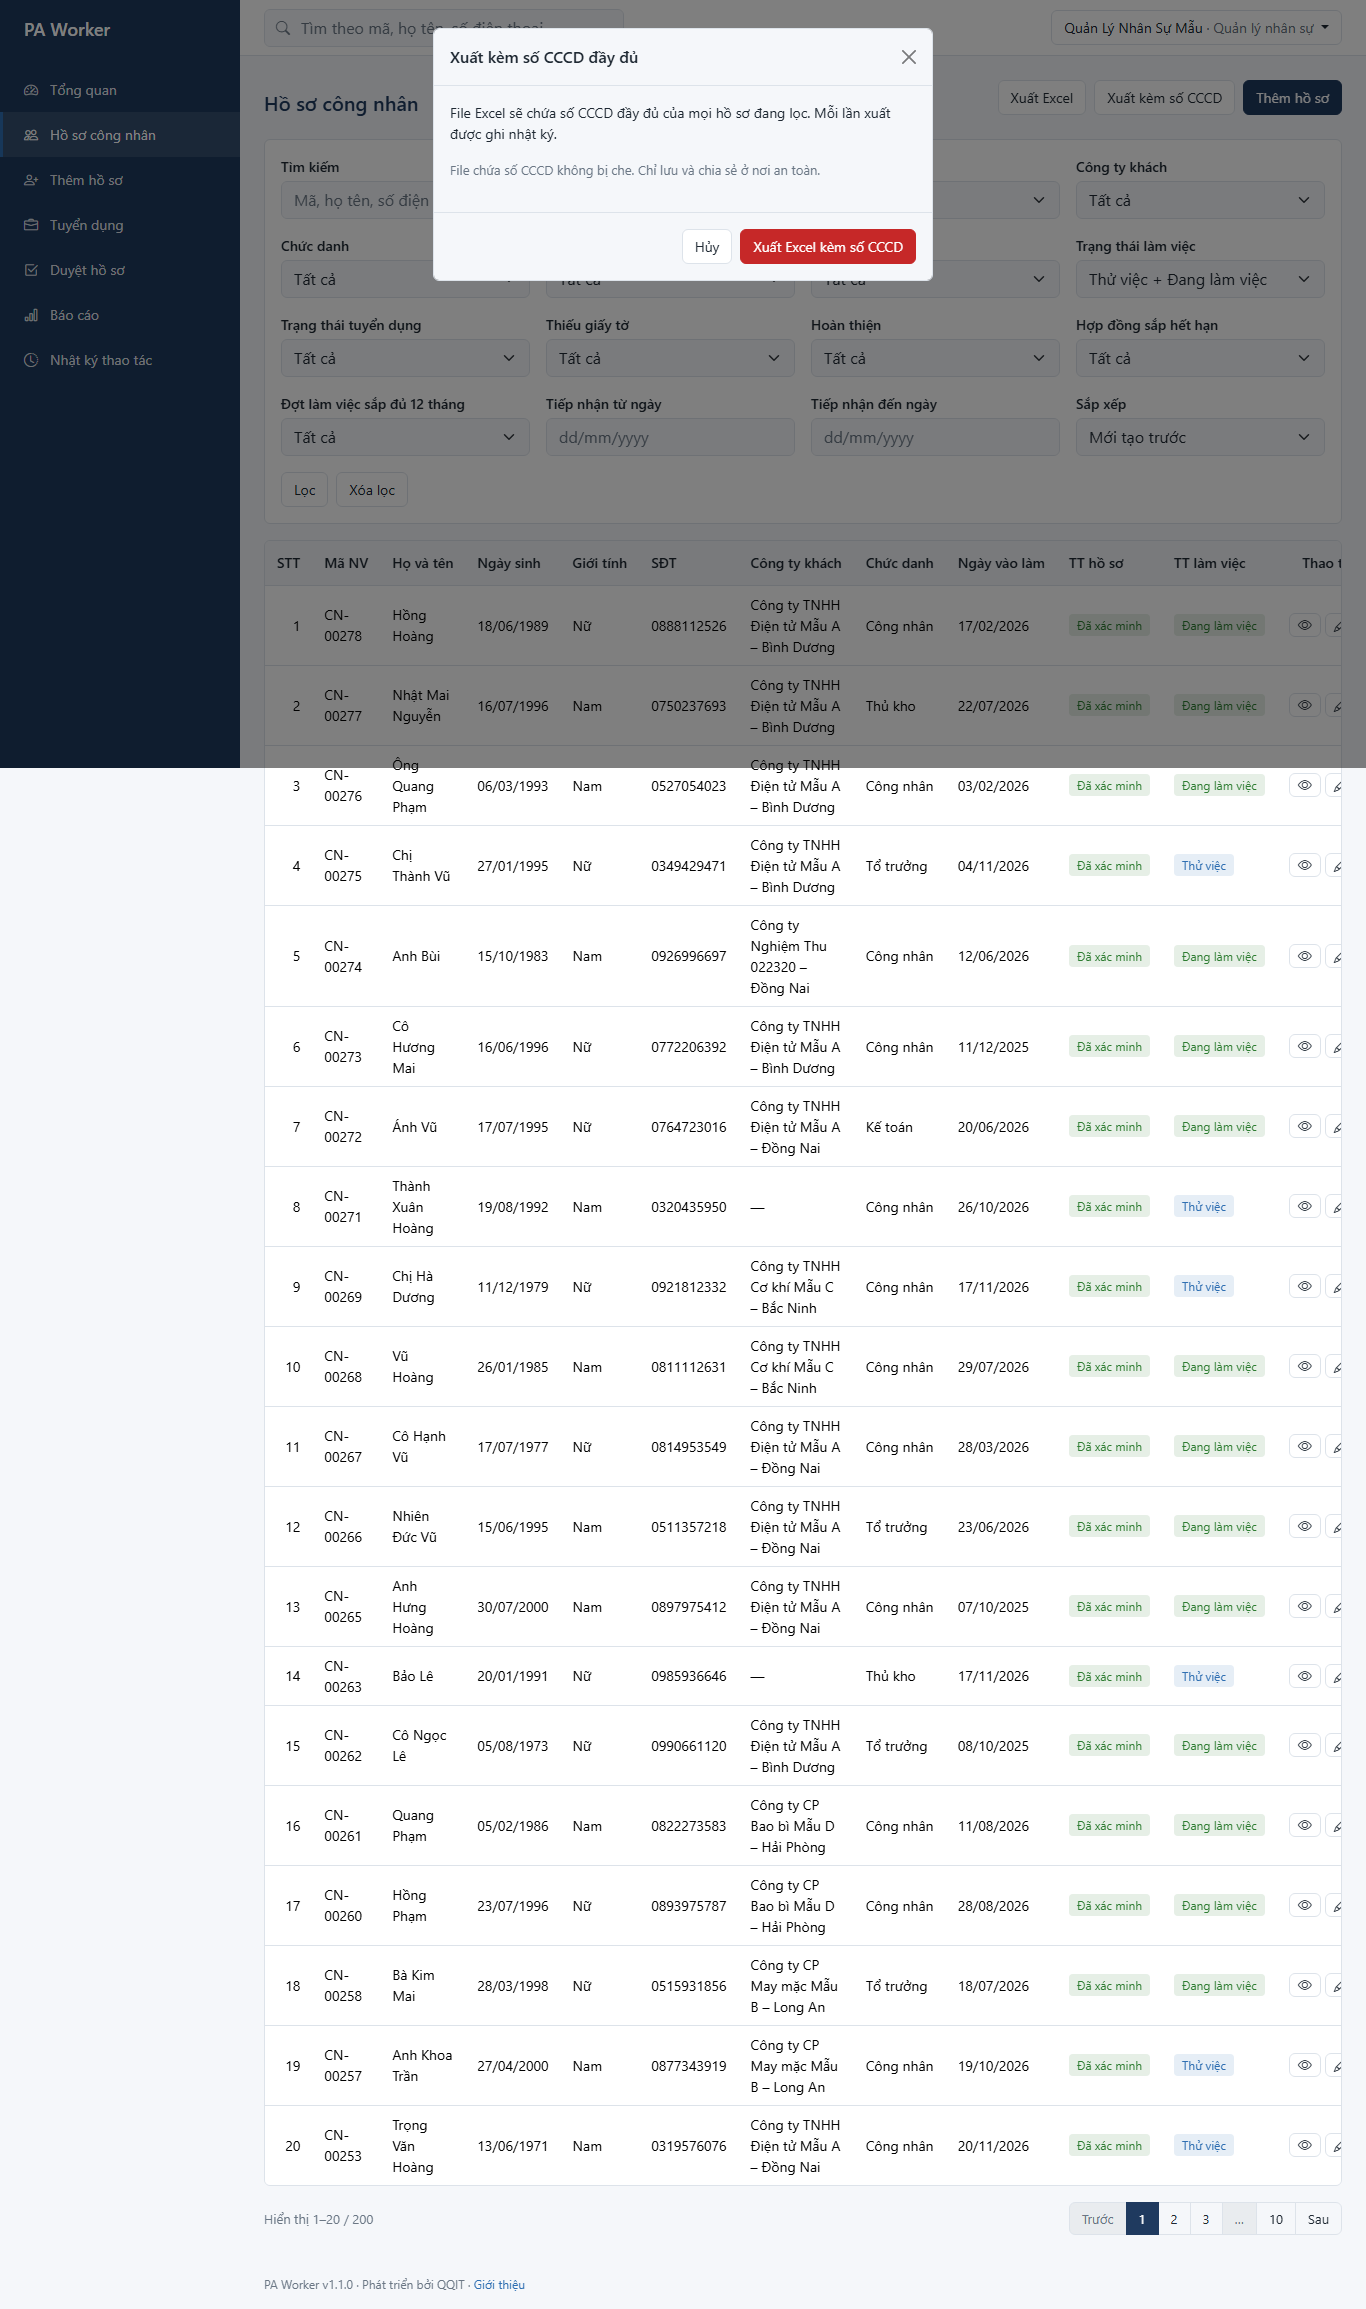 PA Worker
Tìm theo mã, họ tên, số điện thoại
Quản Lý Nhân Sự Mẫu · Quản lý nhân sự
Tổng quan
Hồ sơ công nhân
Thêm hồ sơ
Tuyển dụng
Duyệt hồ sơ
Báo cáo
Nhật ký thao tác
Xuất kèm số CCCD đầy đủ
File Excel sẽ chứa số CCCD đầy đủ của mọi hồ sơ đang lọc. Mỗi lần xuất
được ghi nhật ký.
File chứa số CCCD không bị che. Chỉ lưu và chia sẻ ở nơi an toàn.
Hủy
Xuất Excel kèm số CCCD
Hồ sơ công nhân
Xuất Excel
Xuất kèm số CCCD
Thêm hồ sơ
Tìm kiếm
Công ty khách
Mã, họ tên, số điện
Tất cả
Chức danh
Trạng thái làm việc
Tất cả
Tất cả
Tất cả
Thử việc + Đang làm việc
Trạng thái tuyển dụng
Thiếu giấy tờ
Hoàn thiện
Hợp đồng sắp hết hạn
Tất cả
Tất cả
Tất cả
Tất cả
Đợt làm việc sắp đủ 12 tháng
Tiếp nhận từ ngày
Tiếp nhận đến ngày
Sắp xếp
Tất cả
dd/mm/yyyy
dd/mm/yyyy
Mới tạo trước
Lọc
Xóa lọc
STT Mã NV Họ và tên Ngày sinh Giới tính SĐT Công ty khách Chức danh Ngày vào làm TT hồ sơ TT làm việc Thao
1 CN-00278 Hồng Hoàng 18/06/1989 Nữ 0888112526 Công ty TNHH Điện tử Mẫu A – Bình Dương Công nhân 17/02/2026 Đã xác minh Đang làm việc
2 CN-00277 Nhật Mai Nguyễn 16/07/1996 Nam 0750237693 Công ty TNHH Điện tử Mẫu A – Bình Dương Thủ kho 22/07/2026 Đã xác minh Đang làm việc
3 CN-00276 Ông Quang Phạm 06/03/1993 Nam 0527054023 Công ty TNHH Điện tử Mẫu A – Bình Dương Công nhân 03/02/2026 Đã xác minh Đang làm việc
4 CN-00275 Chị Thành Vũ 27/01/1995 Nữ 0349429471 Công ty TNHH Điện tử Mẫu A – Bình Dương Tổ trưởng 04/11/2026 Đã xác minh Thử việc
5 CN-00274 Anh Bùi 15/10/1983 Nam 0926996697 Công ty Nghiệm Thu 022320 – Đồng Nai Công nhân 12/06/2026 Đã xác minh Đang làm việc
6 CN-00273 Cô Hương Mai 16/06/1996 Nữ 0772206392 Công ty TNHH Điện tử Mẫu A – Bình Dương Công nhân 11/12/2025 Đã xác minh Đang làm việc
7 CN-00272 Ánh Vũ 17/07/1995 Nữ 0764723016 Công ty TNHH Điện tử Mẫu A – Đồng Nai Kế toán 20/06/2026 Đã xác minh Đang làm việc
8 CN-00271 Thành Xuân Hoàng 19/08/1992 Nam 0320435950 — Công nhân 26/10/2026 Đã xác minh Thử việc
9 CN-00269 Chị Hà Dương 11/12/1979 Nữ 0921812332 Công ty TNHH Cơ khí Mẫu C – Bắc Ninh Công nhân 17/11/2026 Đã xác minh Thử việc
10 CN-00268 Vũ Hoàng 26/01/1985 Nam 0811112631 Công ty TNHH Cơ khí Mẫu C – Bắc Ninh Công nhân 29/07/2026 Đã xác minh Đang làm việc
11 CN-00267 Cô Hạnh Vũ 17/07/1977 Nữ 0814953549 Công ty TNHH Điện tử Mẫu A – Đồng Nai Công nhân 28/03/2026 Đã xác minh Đang làm việc
12 CN-00266 Nhiên Đức Vũ 15/06/1995 Nam 0511357218 Công ty TNHH Điện tử Mẫu A – Đồng Nai Tổ trưởng 23/06/2026 Đã xác minh Đang làm việc
13 CN-00265 Anh Hưng Hoàng 30/07/2000 Nam 0897975412 Công ty TNHH Điện tử Mẫu A – Đồng Nai Công nhân 07/10/2025 Đã xác minh Đang làm việc
14 CN-00263 Bảo Lê 20/01/1991 Nữ 0985936646 — Thủ kho 17/11/2026 Đã xác minh Thử việc
15 CN-00262 Cô Ngọc Lê 05/08/1973 Nữ 0990661120 Công ty TNHH Điện tử Mẫu A – Bình Dương Tổ trưởng 08/10/2025 Đã xác minh Đang làm việc
16 CN-00261 Quang Phạm 05/02/1986 Nam 0822273583 Công ty CP Bao bì Mẫu D – Hải Phòng Công nhân 11/08/2026 Đã xác minh Đang làm việc
17 CN-00260 Hồng Phạm 23/07/1996 Nữ 0893975787 Công ty CP Bao bì Mẫu D – Hải Phòng Công nhân 28/08/2026 Đã xác minh Đang làm việc
18 CN-00258 Bà Kim Mai 28/03/1998 Nữ 0515931856 Công ty CP May mặc Mẫu B – Long An Tổ trưởng 18/07/2026 Đã xác minh Đang làm việc
19 CN-00257 Anh Khoa Trần 27/04/2000 Nam 0877343919 Công ty CP May mặc Mẫu B – Long An Công nhân 19/10/2026 Đã xác minh Thử việc
20 CN-00253 Trọng Văn Hoàng 13/06/1971 Nam 0319576076 Công ty TNHH Điện tử Mẫu A – Đồng Nai Công nhân 20/11/2026 Đã xác minh Thử việc
Hiển thị 1–20 / 200
Trước 1 2 3 ... 10 Sau
PA Worker v1.1.0 · Phát triển bởi QQIT · Giới thiệu